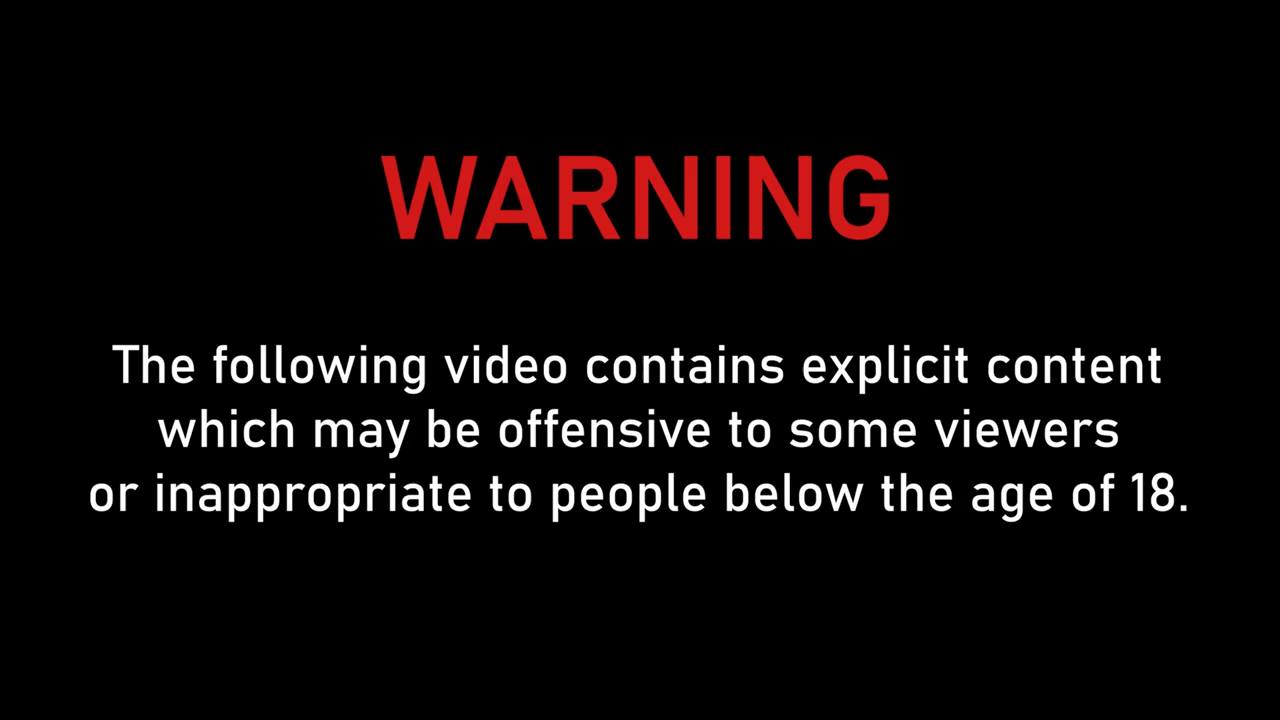 WARNING
The following video contains explicit content
which may be offensive to some viewers
or inappropriate to people below the age of 18.